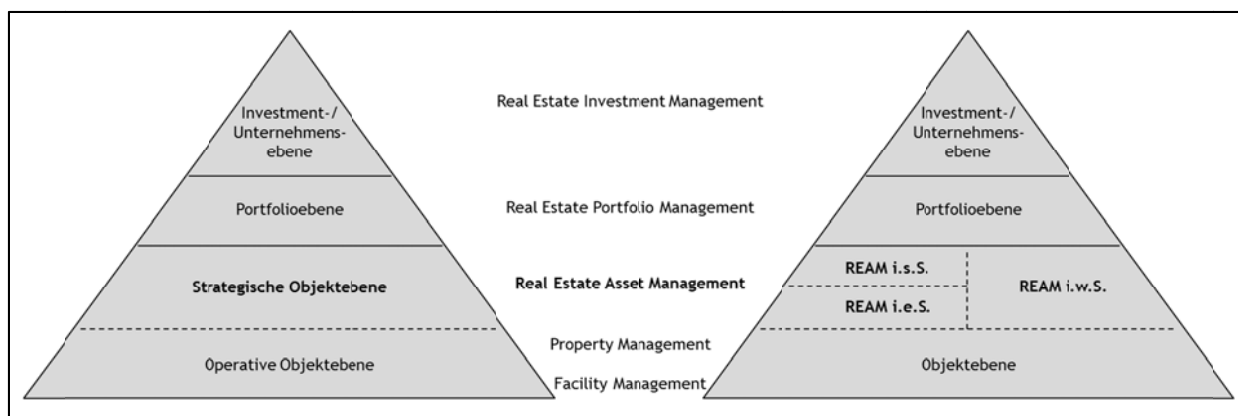 Investment-/
Unternehmens-
ebene
Portfolioebene
Strategische Objektebene
Operative Objektebene
Real Estate Investment Management
Real Estate Portfolio Management
Real Estate Asset Management
Property Management
Facility Management
Investment-/
Unternehmens-
ebene
Portfolioebene
REAM i.s.S.
REAM i.e.S.
REAM i.w.S.
Objektebene